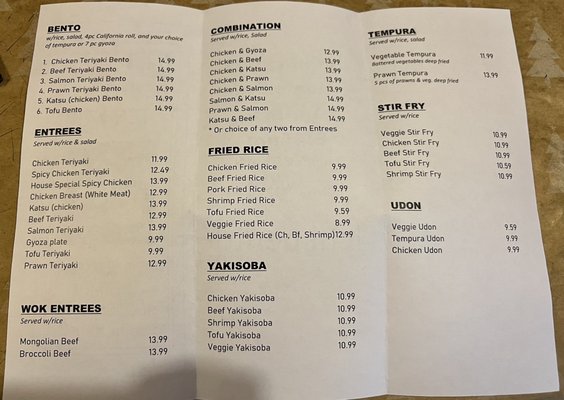 BENTO
w/rice, salad, 4pc California roll, and your choice
of tempura or 7 pc gyoza
1. Chicken Teriyaki Bento 14.99
2. Beef Teriyaki Bento 14.99
3. Salmon Teriyaki Bento 14.99
4. Prawn Teriyaki Bento 14.99
5. Katsu (chicken) Bento 14.99
6. Tofu Bento 14.99
ENTREES
Served w/rice & salad
Chicken Teriyaki 11.99
Spicy Chicken Teriyaki 12.49
House Special Spicy Chicken 13.99
Chicken Breast (White Meat) 12.99
Katsu (chicken) 13.99
Beef Teriyaki 12.99
Salmon Teriyaki 13.99
Gyoza plate 9.99
Tofu Teriyaki 9.99
Prawn Teriyaki 12.99
WOK ENTREES
Served w/rice
Mongolian Beef 13.99
Broccoli Beef 13.99
COMBINATION
Served w/rice, Salad
Chicken & Gyoza 12.99
Chicken & Beef 13.99
Chicken & Katsu 13.99
Chicken & Prawn 13.99
Chicken & Salmon 13.99
Salmon & Katsu 14.99
Prawn & Salmon 14.99
Katsu & Beef 14.99
* Or choice of any two from Entrees
FRIED RICE
Chicken Fried Rice 9.99
Beef Fried Rice 9.99
Pork Fried Rice 9.99
Shrimp Fried Rice 9.99
Tofu Fried Rice 9.59
Veggie Fried Rice 8.99
House Fried Rice (Ch, Bf, Shrimp)12.99
YAKISOBA
Served w/rice
Chicken Yakisoba 10.99
Beef Yakisoba 10.99
Shrimp Yakisoba 10.99
Tofu Yakisoba 10.99
Veggie Yakisoba 10.99
TEMPURA
Served w/rice, salad
Vegetable Tempura 11.99
Battered vegetables deep fried
Prawn Tempura 13.99
5 pcs of prawns & veg. deep fried
STIR FRY
Served w/rice
Veggie Stir Fry 10.99
Chicken Stir Fry 10.99
Beef Stir Fry 10.99
Tofu Stir Fry 10.59
Shrimp Stir Fry 10.99
UDON
Veggie Udon 9.59
Tempura Udon 9.99
Chicken Udon 9.99